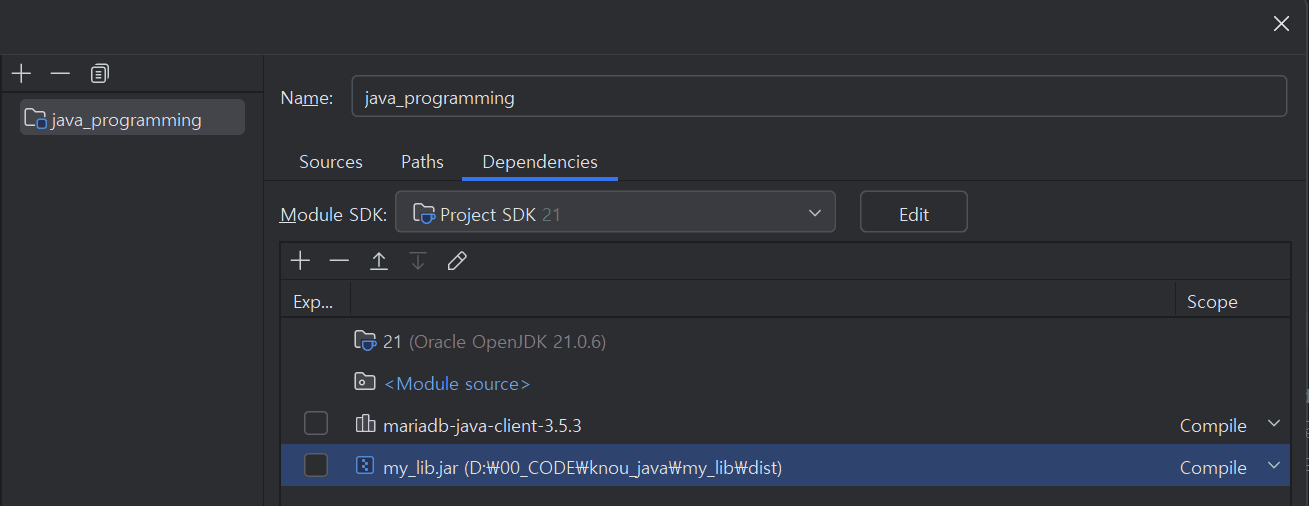 java_programming
Name: java_programming
Sources Paths Dependencies
Module SDK: Project SDK 21 Edit
Exp... Scope
21 (Oracle OpenJDK 21.0.6)
<Module source>
mariadb-java-client-3.5.3 Compile
my_lib.jar (D:₩00_CODE₩knou_java₩my_lib₩dist) Compile